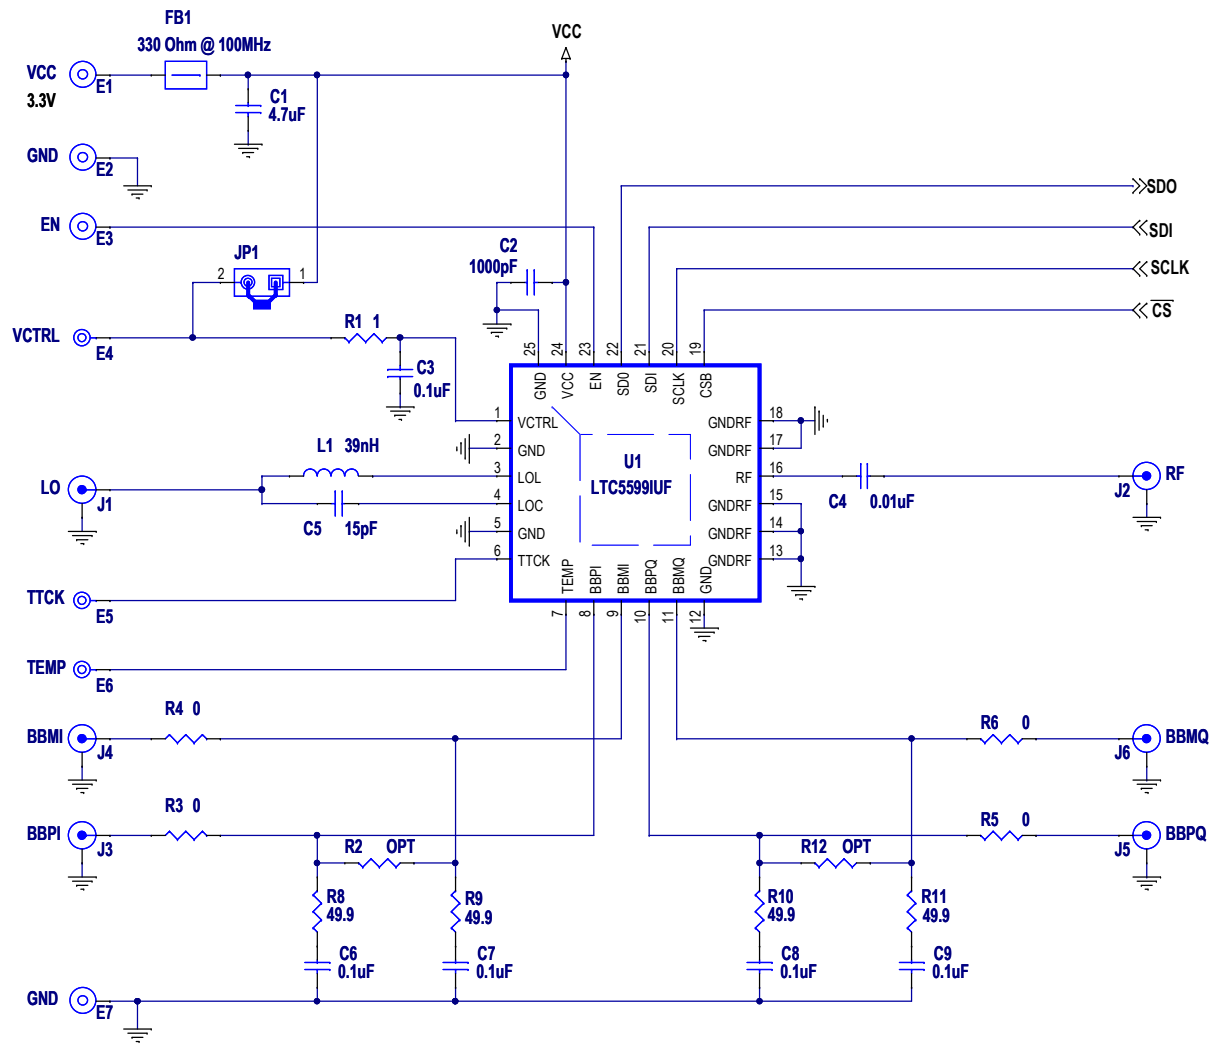 FB1
330 Ohm @ 100MHz
VCC
VCC
3.3V
E1
C1
4.7uF
GND
E2
EN
E3
SDO
SDI
SCLK
CS
JP1
2
1
C2
1000pF
VCTRL
E4
R1 1
C3
0.1uF
25
24
23
22
21
20
19
GND
VCC
EN
SD0
SDI
SCLK
CSB
1
VCTRL
2
GND
3
LOL
4
LOC
5
GND
6
TTCK
U1
LTC5599IUF
GNDRF
18
GNDRF
17
RF
16
GNDRF
15
GNDRF
14
GNDRF
13
TEMP
BBPI
BBMI
BBPQ
BBMQ
GND
7
8
9
10
11
12
L1 39nH
LO
J1
C5 15pF
C4
0.01uF
RF
J2
TTCK
E5
TEMP
E6
R4 0
BBMI
J4
R3 0
BBPI
J3
R2 OPT
R8
49.9
R9
49.9
C6
0.1uF
C7
0.1uF
R6 0
BBMQ
J6
R5 0
BBPQ
J5
R12 OPT
R10
49.9
R11
49.9
C8
0.1uF
C9
0.1uF
GND
E7